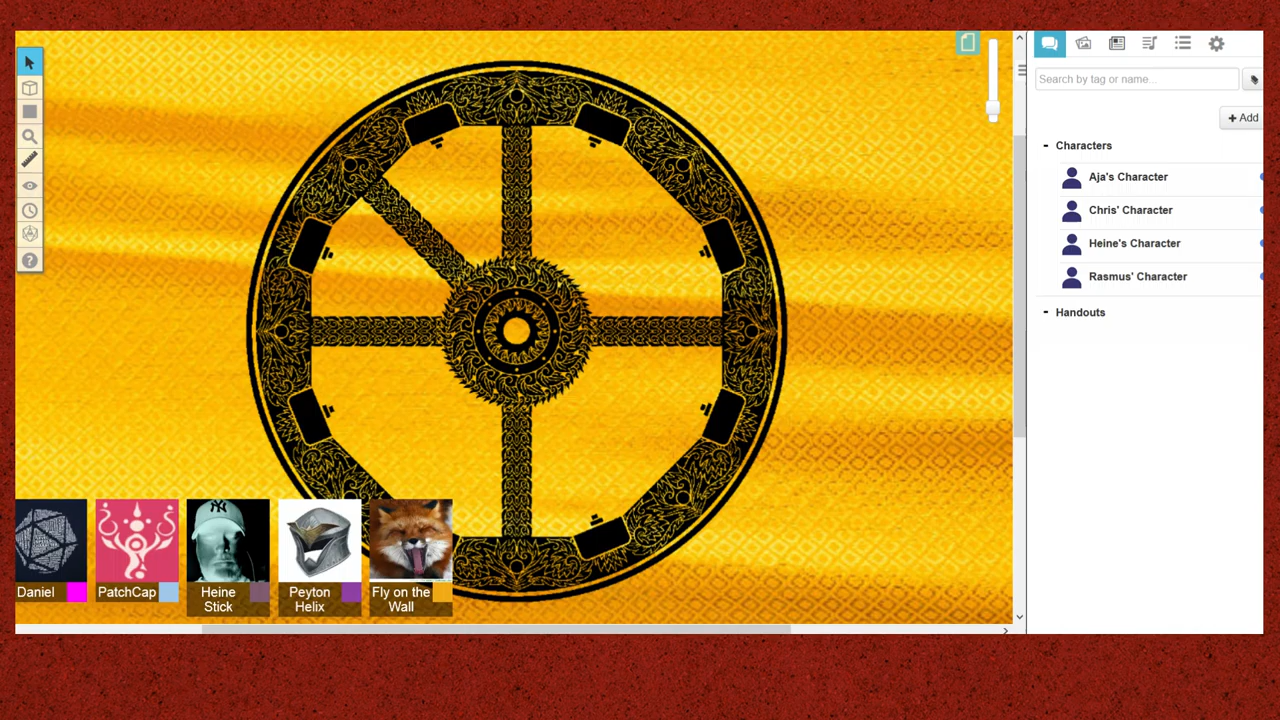 Search by tag or name...
+ Add
- Characters
Aja's Character
Chris' Character
Heine's Character
Rasmus' Character
- Handouts
Daniel
PatchCap
Heine
Stick
Peyton
Helix
Fly on the
Wall